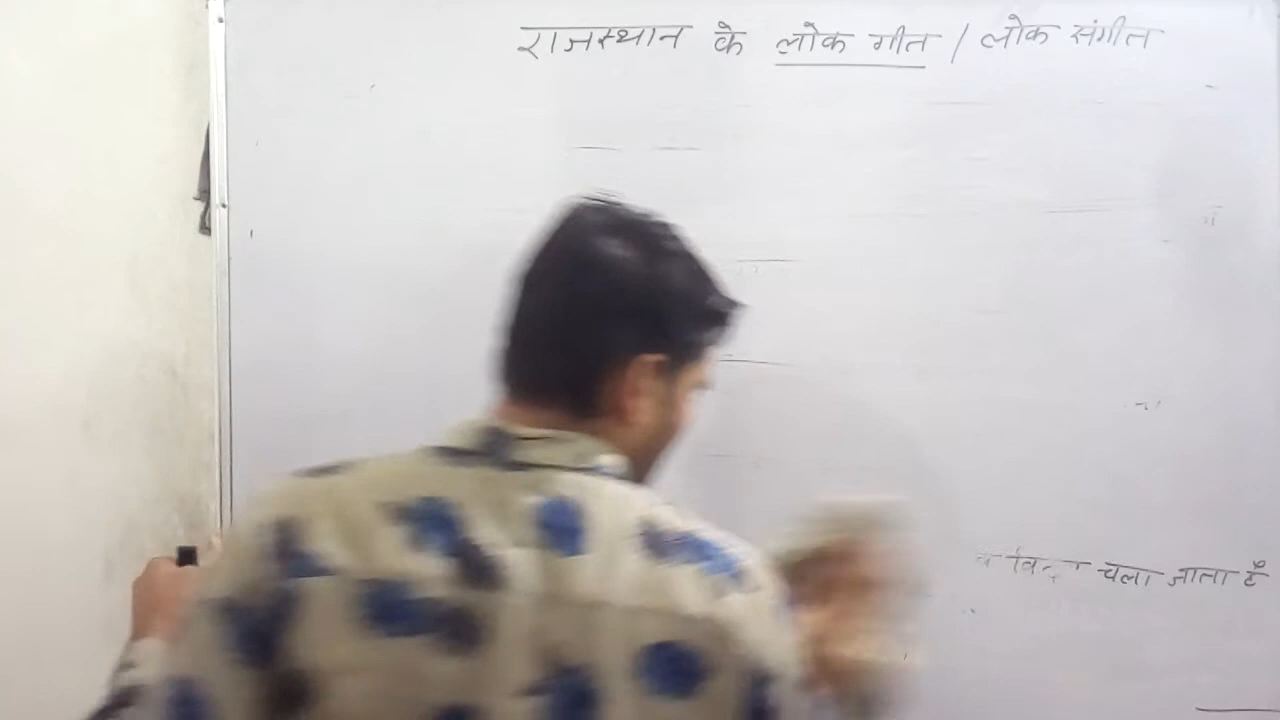 राजस्थान के लोक गीत / लोक संगीत
चला जाता है